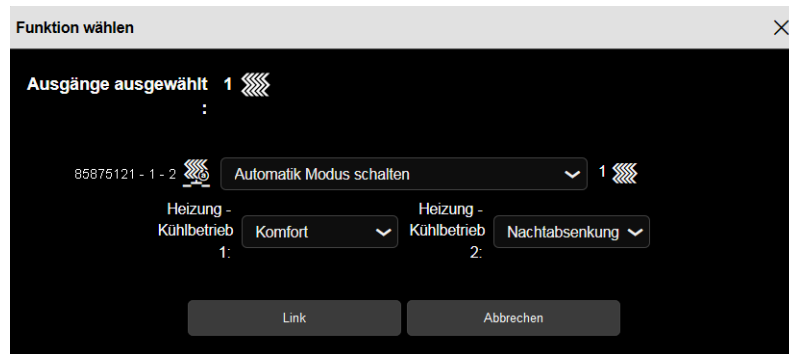 Funktion wählen
Ausgänge ausgewählt 1
:
85875121 - 1 - 2 Automatik Modus schalten 1
Heizung - Kühlbetrieb 1: Komfort Heizung - Kühlbetrieb 2: Nachtabsenkung
Link Abbrechen